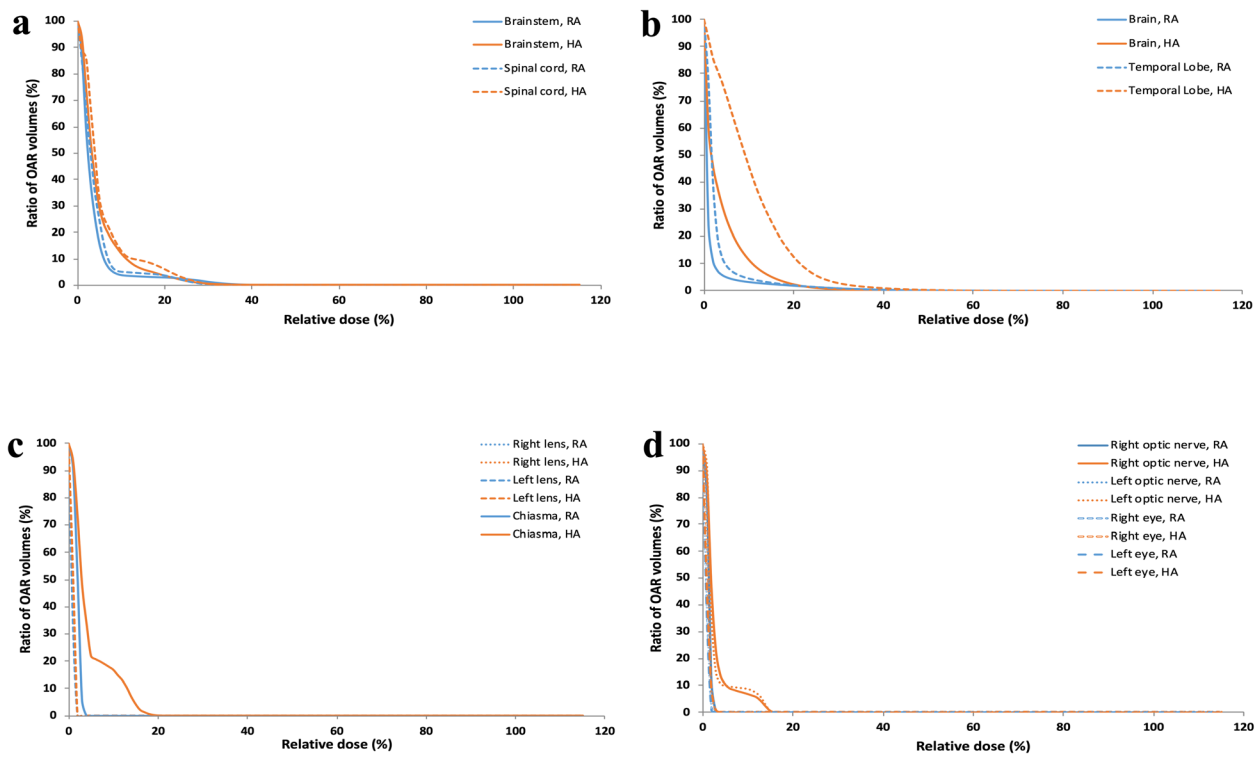 a
Brainstem, RA
Brainstem, HA
Spinal cord, RA
Spinal cord, HA
Ratio of OAR volumes (%)
100
90
80
70
60
50
40
30
20
10
0
0 20 40 60 80 100 120
Relative dose (%)
b
Brain, RA
Brain, HA
Temporal Lobe, RA
Temporal Lobe, HA
Ratio of OAR volumes (%)
100
90
80
70
60
50
40
30
20
10
0
0 20 40 60 80 100 120
Relative dose (%)
c
Right lens, RA
Right lens, HA
Left lens, RA
Left lens, HA
Chiasma, RA
Chiasma, HA
Ratio of OAR volumes (%)
100
90
80
70
60
50
40
30
20
10
0
0 20 40 60 80 100 120
Relative dose (%)
d
Right optic nerve, RA
Right optic nerve, HA
Left optic nerve, RA
Left optic nerve, HA
Right eye, RA
Right eye, HA
Left eye, RA
Left eye, HA
Ratio of OAR volumes (%)
100
90
80
70
60
50
40
30
20
10
0
0 20 40 60 80 100 120
Relative dose (%)